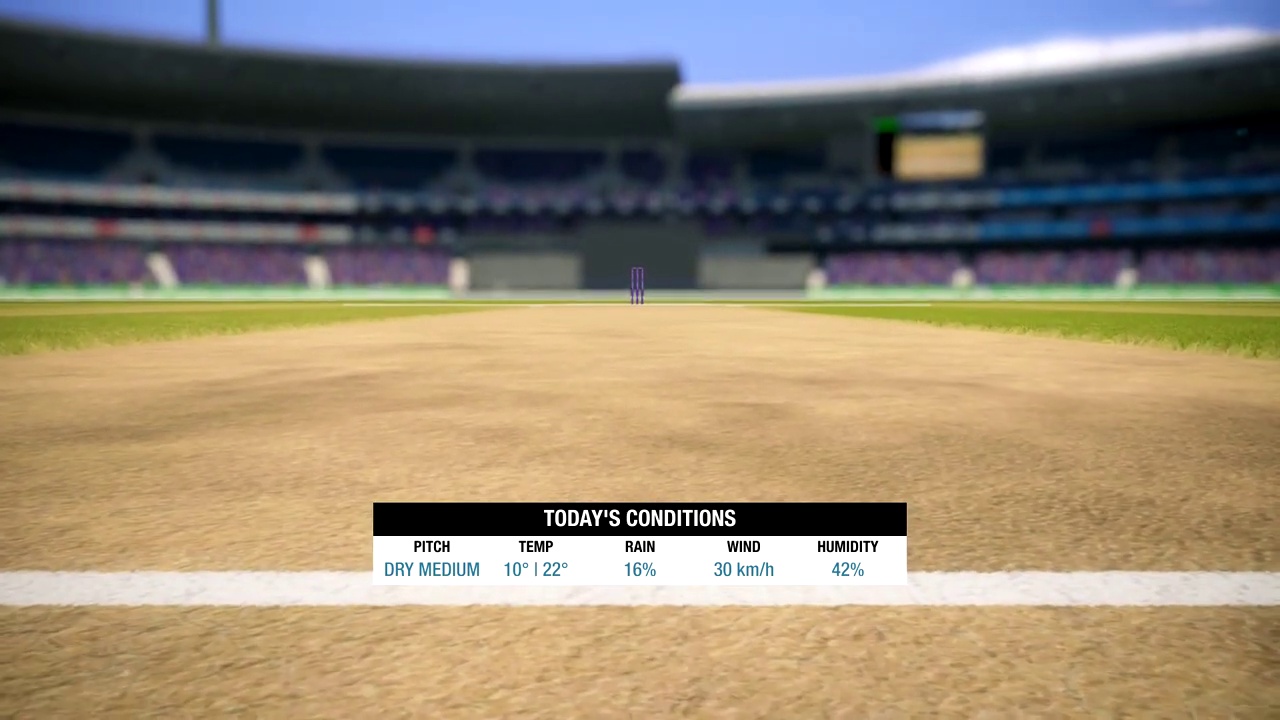 TODAY'S CONDITIONS
PITCH TEMP RAIN WIND HUMIDITY
DRY MEDIUM 10° | 22° 16% 30 km/h 42%